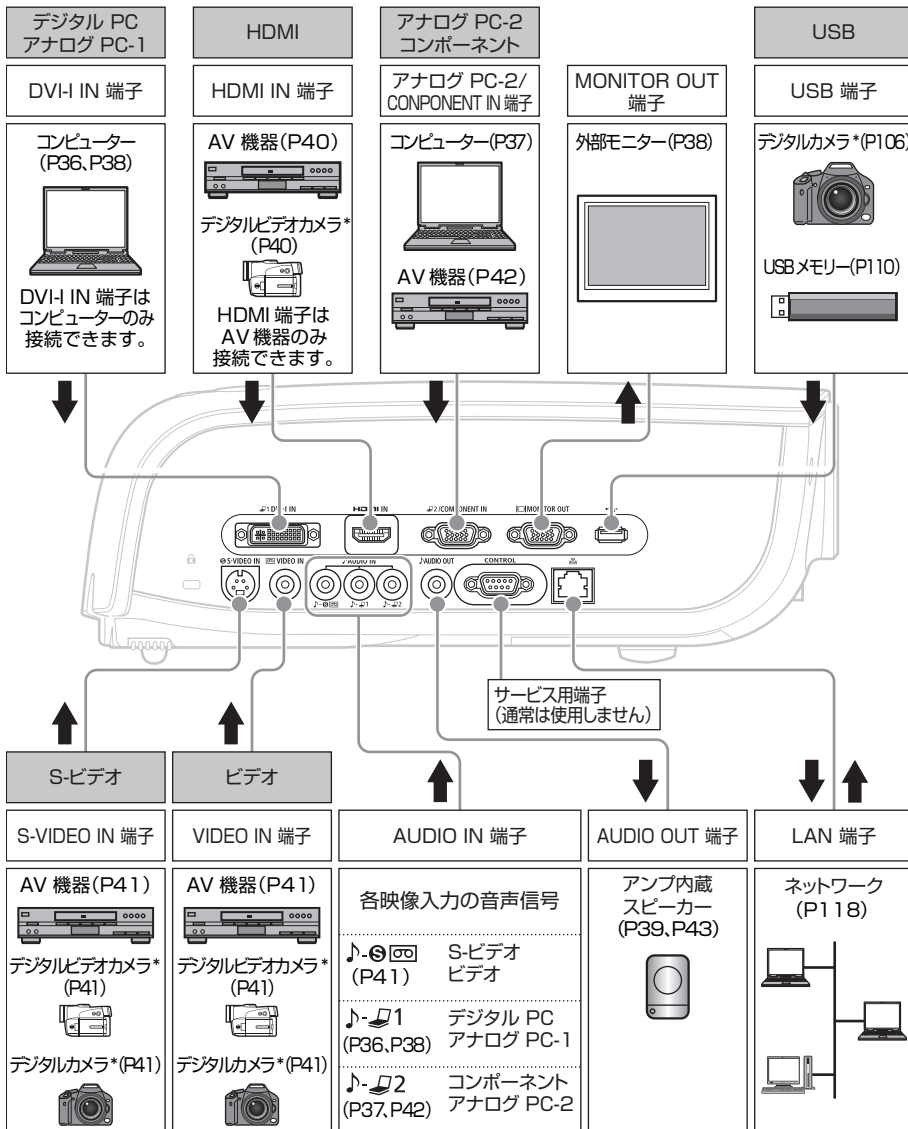 デジタル PC
アナログ PC-1
HDMI
アナログ PC-2
コンポーネント
USB
DVI-I IN 端子
HDMI IN 端子
アナログ PC-2/
CONPONENT IN 端子
MONITOR OUT
端子
USB 端子
コンピューター
(P36、P38)
DVI-I IN 端子は
コンピューターのみ
接続できます。
AV 機器(P40)
デジタルビデオカメラ*
(P40)
HDMI 端子は
AV 機器のみ
接続できます。
コンピューター(P37)
AV 機器(P42)
外部モニター(P38)
デジタルカメラ*(P106)
USBメモリー(P110)
1 DVI-I IN
HDMI IN
2/COMPONENT IN
MONITOR OUT
S-VIDEO IN
VIDEO IN
♪AUDIO IN
♪AUDIO OUT
CONTROL
♪-S
♪-1
♪-2
サービス用端子
(通常は使用しません)
S-ビデオ
ビデオ
S-VIDEO IN 端子
VIDEO IN 端子
AUDIO IN 端子
AUDIO OUT 端子
LAN 端子
AV 機器(P41)
デジタルビデオカメラ*
(P41)
デジタルカメラ*(P41)
AV 機器(P41)
デジタルビデオカメラ*
(P41)
デジタルカメラ*(P41)
各映像入力の音声信号
♪-S
(P41)
S-ビデオ
ビデオ
♪-1
(P36、P38)
デジタル PC
アナログ PC-1
♪-2
(P37、P42)
コンポーネント
アナログ PC-2
アンプ内蔵
スピーカー
(P39、P43)
ネットワーク
(P118)